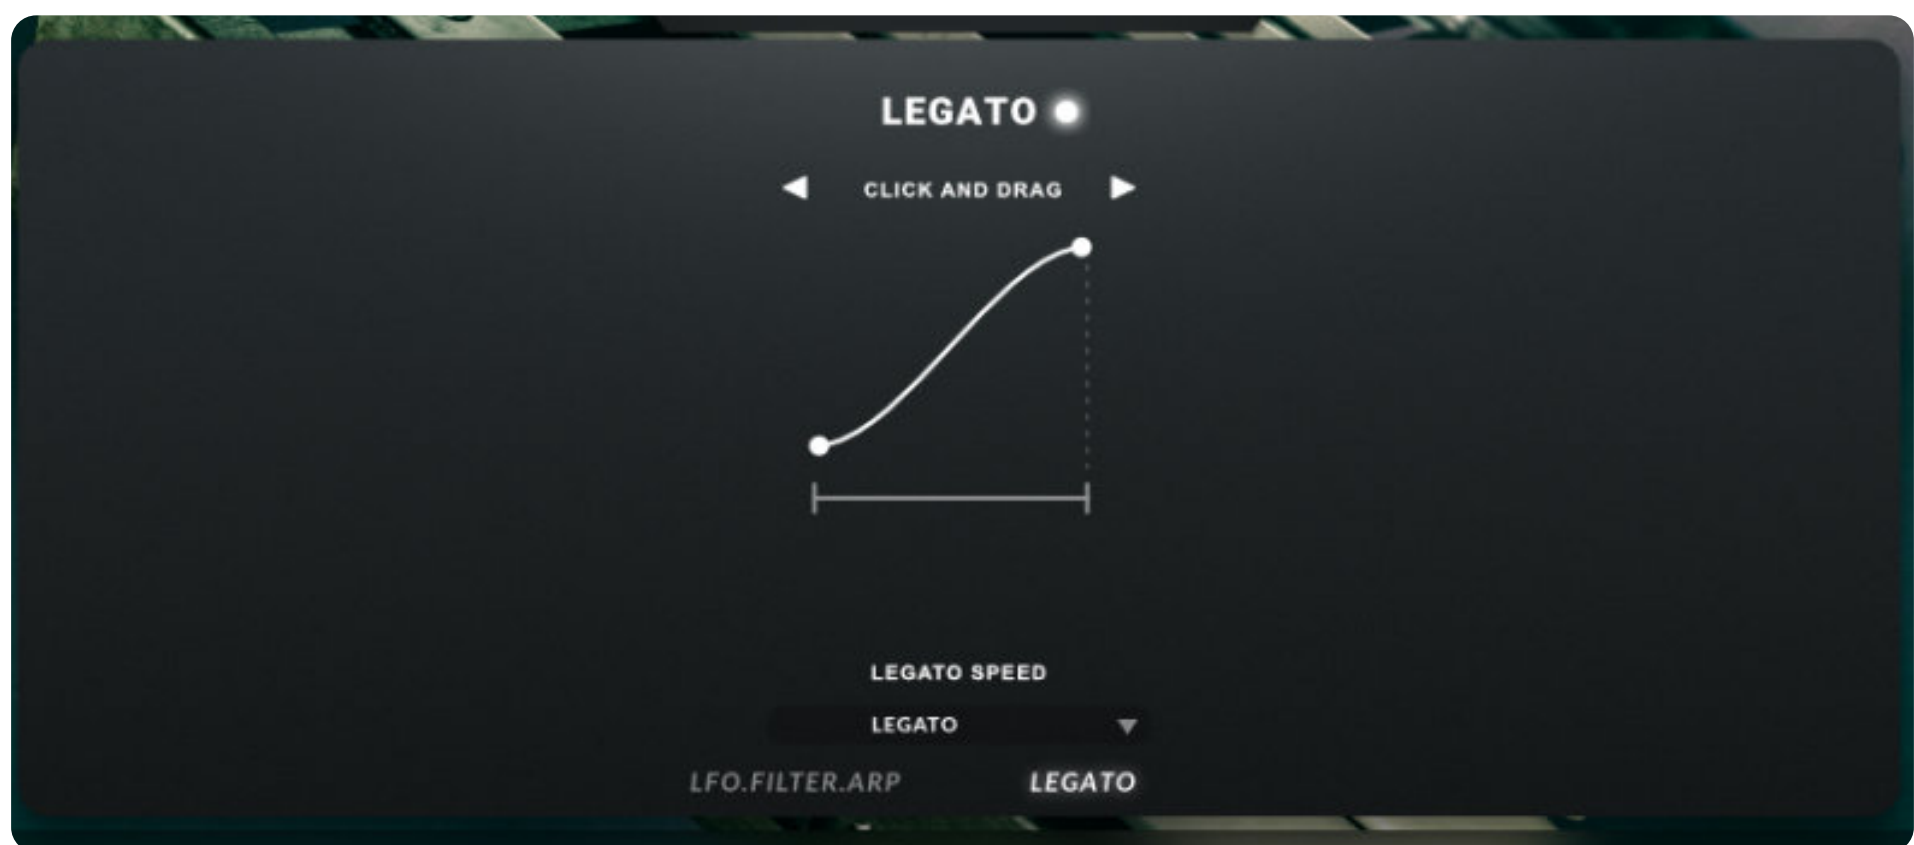 LEGATO
CLICK AND DRAG
LEGATO SPEED
LEGATO
LFO.FILTER.ARP LEGATO